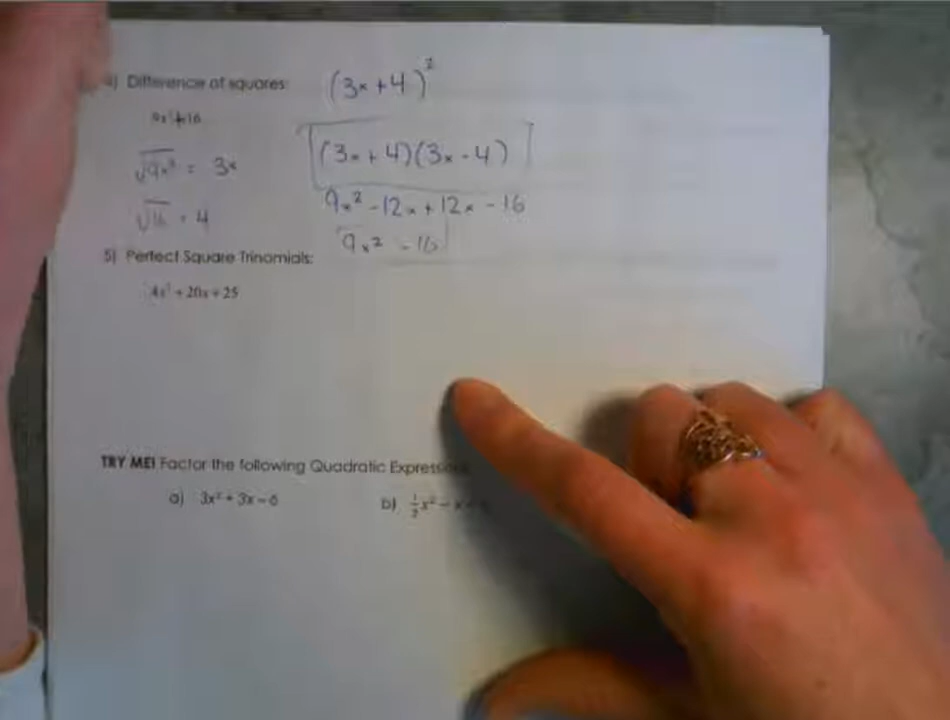 4) Difference of squares:
(3x + 4)²
9x² + 16
(3x + 4)(3x - 4)
√9x² = 3x
9x² - 12x + 12x - 16
√16 = 4
9x² - 16
5) Perfect Square Trinomials:
4x² + 20x + 25
TRY ME! Factor the following Quadratic Expressions
a) 3x² + 3x - 6
b) ½x² - x